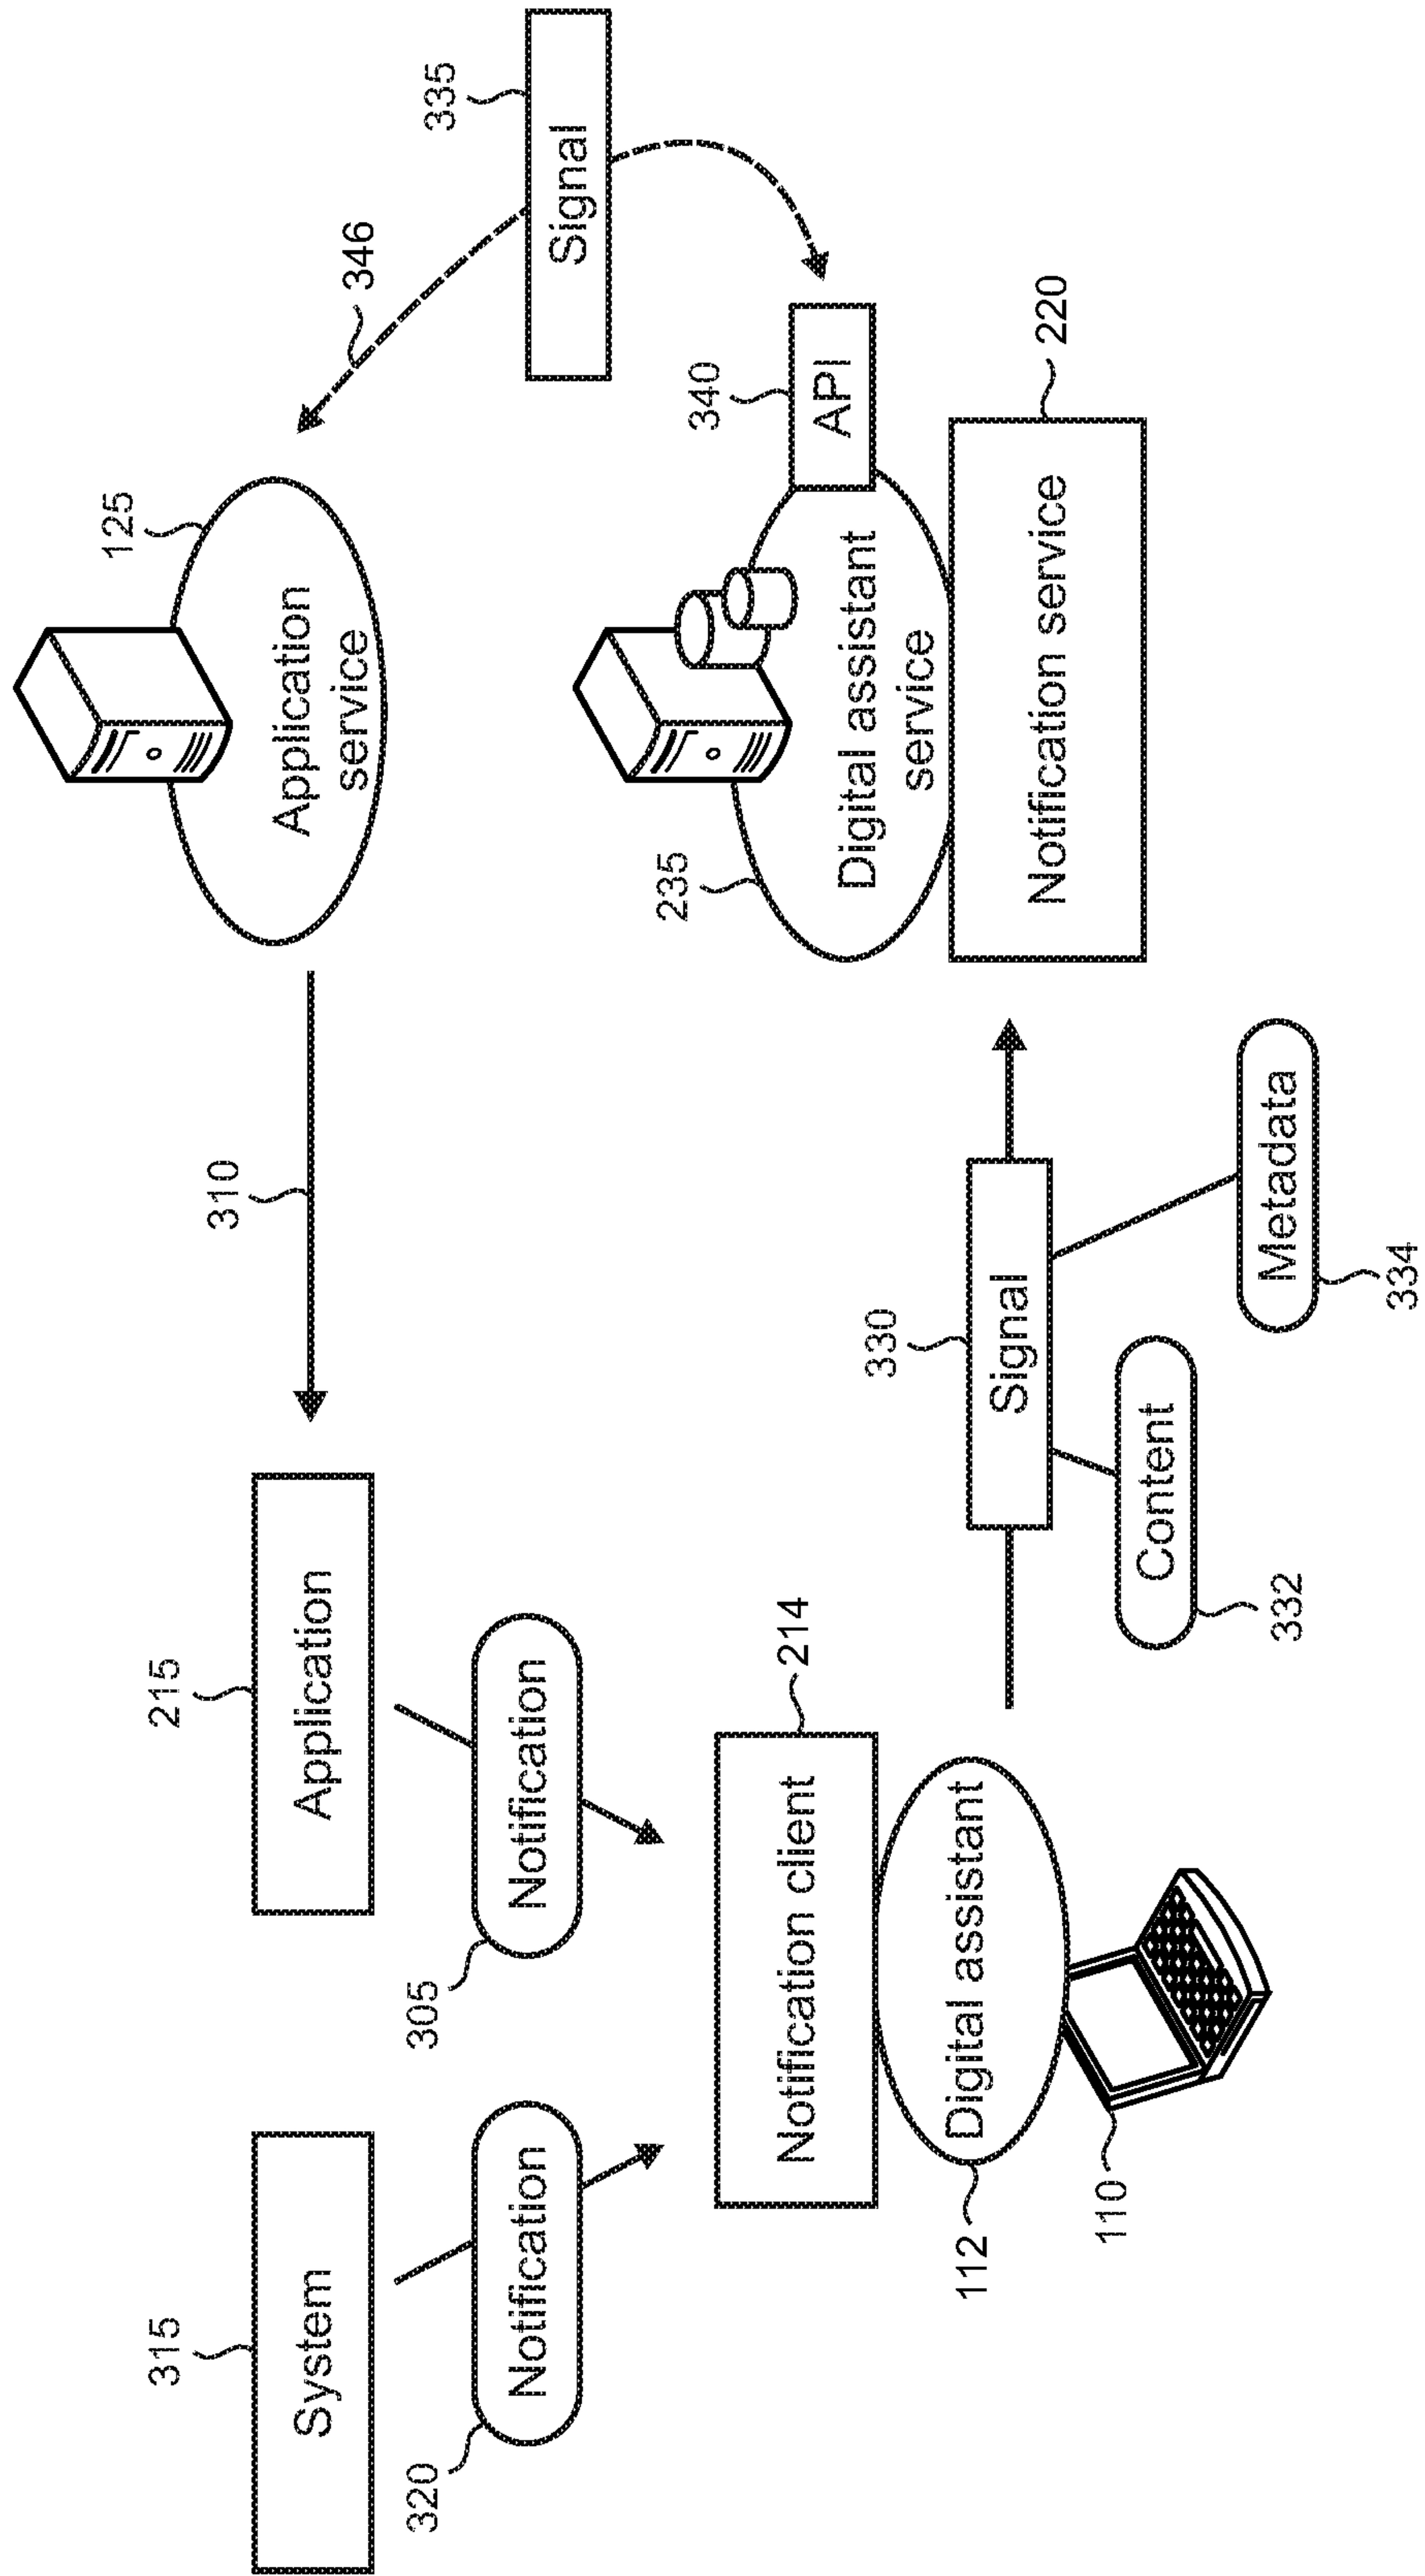 315
System
320
Notification
215
Application
305
Notification
310
125
Application
service
346
335
Signal
Notification client
214
112
Digital assistant
110
330
Signal
332
Content
Metadata
334
235
Digital assistant
service
340
API
Notification service
220